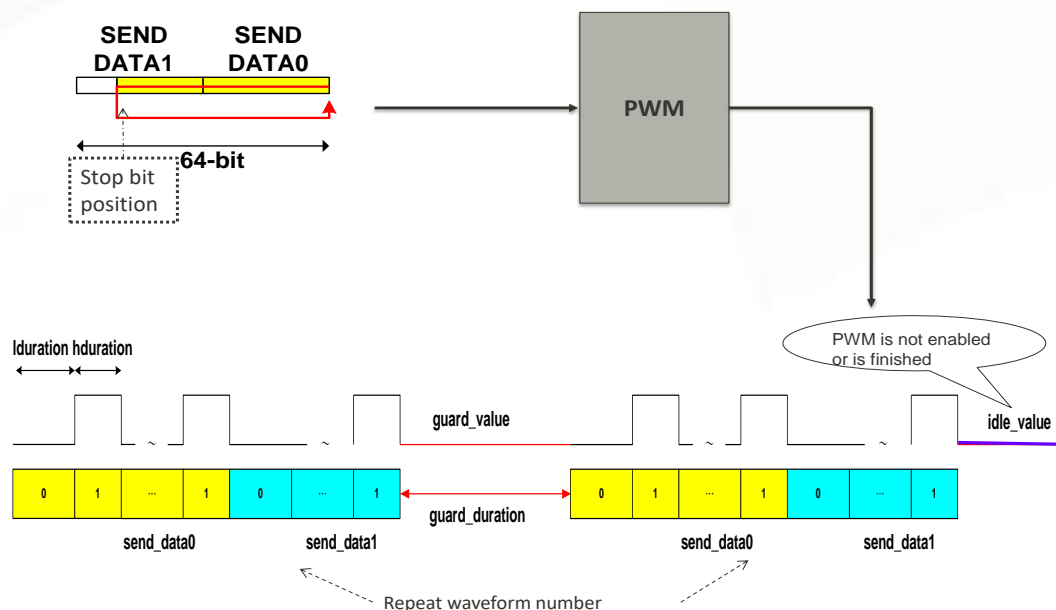 SEND
DATA1
SEND
DATA0
64-bit
Stop bit
position
PWM
PWM is not enabled
or is finished
lduration hduration
guard_value
idle_value
~
~
~
~
0
1
...
1
0
...
1
guard_duration
0
1
...
1
0
...
1
send_data0
send_data1
send_data0
send_data1
Repeat waveform number